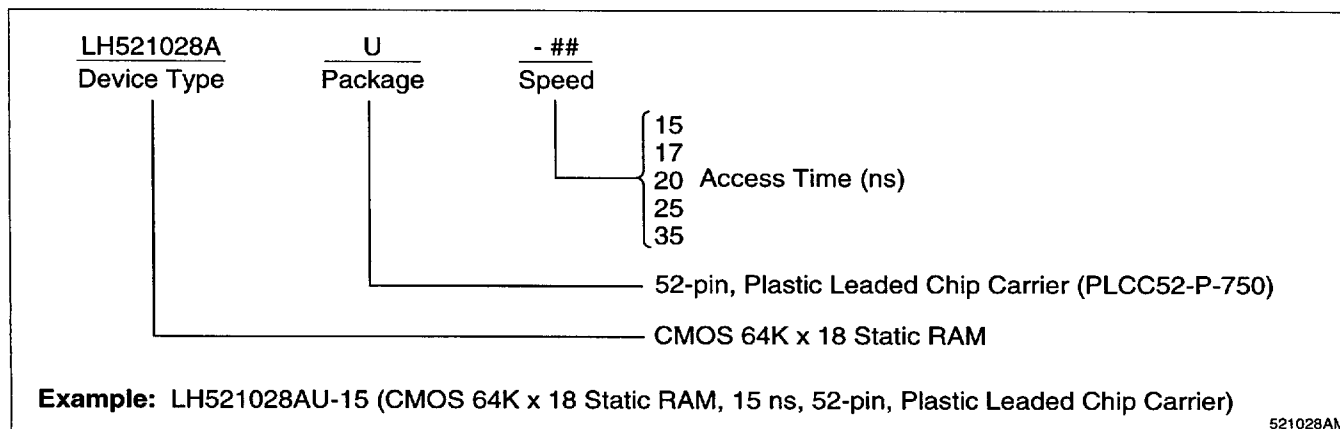 LH521028A U - ##
Device Type Package Speed
15
17
20 Access Time (ns)
25
35
52-pin, Plastic Leaded Chip Carrier (PLCC52-P-750)
CMOS 64K x 18 Static RAM
Example: LH521028AU-15 (CMOS 64K x 18 Static RAM, 15 ns, 52-pin, Plastic Leaded Chip Carrier)